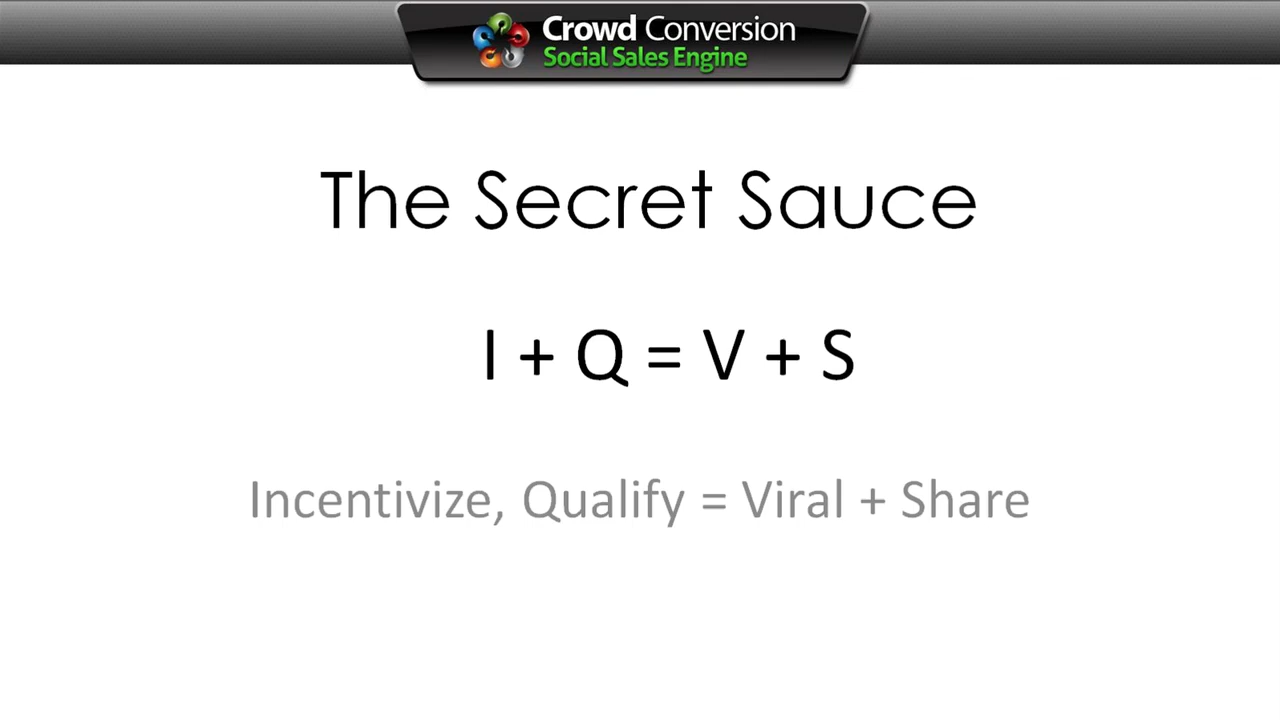 Crowd Conversion
Social Sales Engine
The Secret Sauce
I + Q = V + S
Incentivize, Qualify = Viral + Share